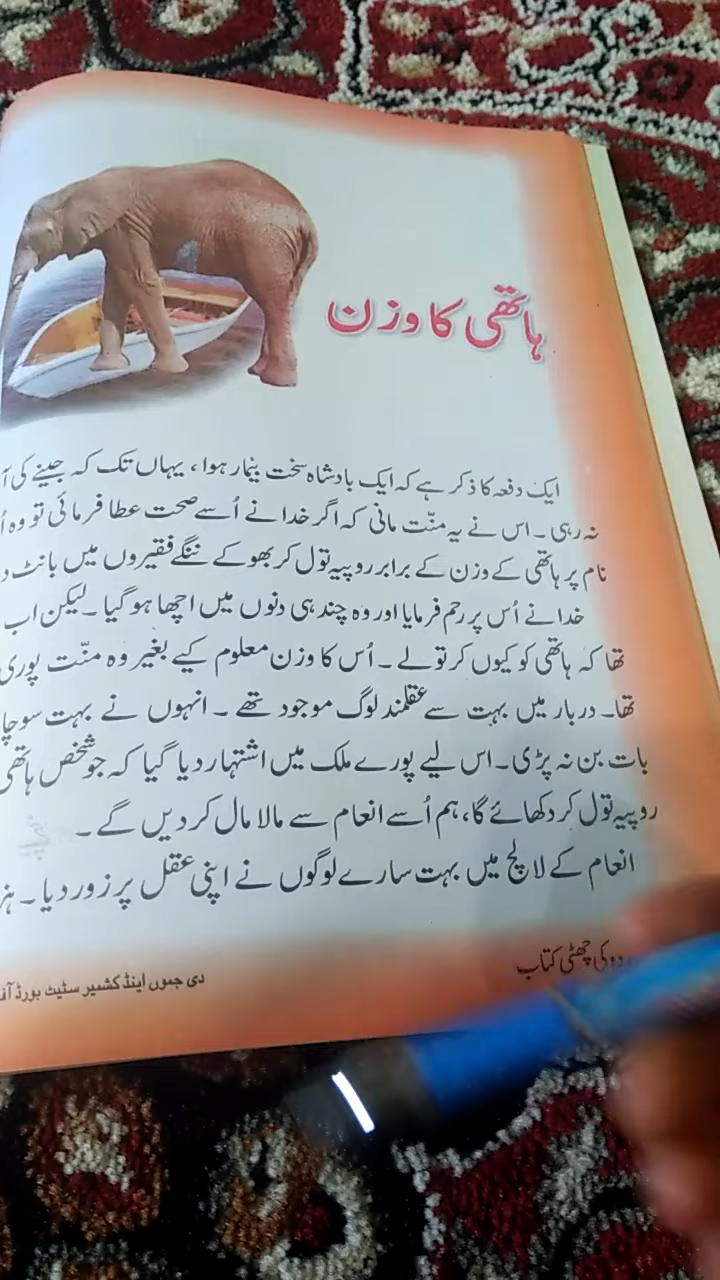 ہاتھی کا وزن
ایک دفعہ کا ذکر ہے کہ ایک بادشاہ سخت بیمار ہوا، یہاں تک کہ جینے کی
نہ رہی۔ اس نے یہ منّت مانی کہ اگر خدا نے اُسے صحت عطا فرمائی تو وہ
نام پر ہاتھی کے وزن کے برابر روپیہ تول کر بھوکے ننگے فقیروں میں بانٹ
خدا نے اُس پر رحم فرمایا اور وہ چند ہی دنوں میں اچھا ہو گیا۔ لیکن اب
تھا کہ ہاتھی کو کیوں کر تولے۔ اُس کا وزن معلوم کیے بغیر وہ منّت پوری
تھا۔ دربار میں بہت سے عقلمند لوگ موجود تھے۔ انہوں نے بہت سوچا
بات بن نہ پڑی۔ اس لیے پورے ملک میں اشتہار دیا گیا کہ جو شخص ہاتھی
روپیہ تول کر دکھائے گا، ہم اُسے انعام سے مالا مال کر دیں گے۔
انعام کے لالچ میں بہت سارے لوگوں نے اپنی عقل پر زور دیا۔
کی چھٹی کتاب
دی جموں اینڈ کشمیر سٹیٹ بورڈ